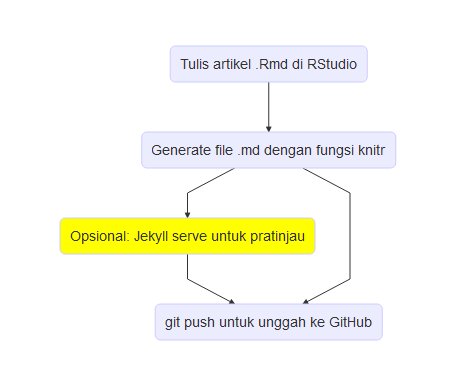 Tulis artikel .Rmd di RStudio
Generate file .md dengan fungsi knitr
Opsional: Jekyll serve untuk pratinjau
git push untuk unggah ke GitHub